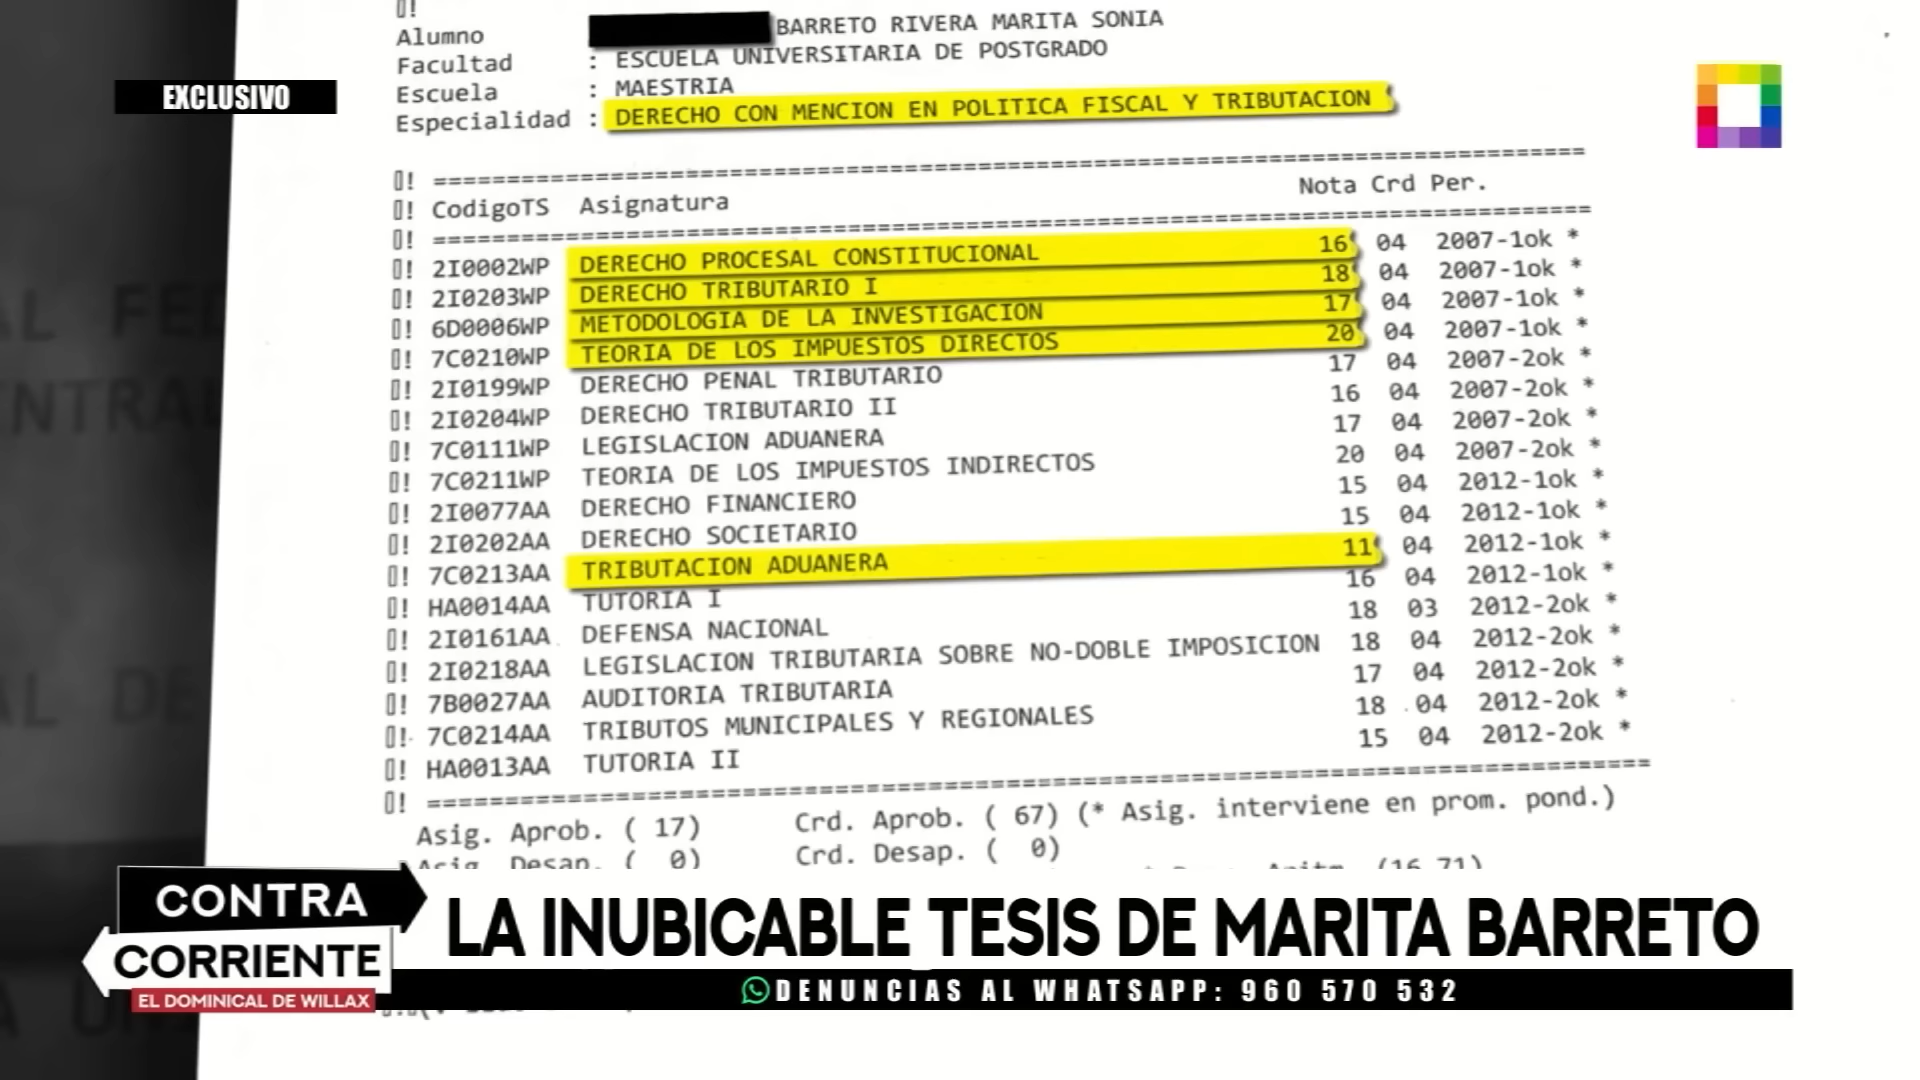 Alumno BARRETO RIVERA MARITA SONIA
Facultad : ESCUELA UNIVERSITARIA DE POSTGRADO
Escuela : MAESTRIA
Especialidad : DERECHO CON MENCION EN POLITICA FISCAL Y TRIBUTACION
EXCLUSIVO
CodigoTS Asignatura Nota Crd Per.
2I0002WP DERECHO PROCESAL CONSTITUCIONAL 16 04 2007-1ok *
2I0203WP DERECHO TRIBUTARIO I 18 04 2007-1ok *
6D0006WP METODOLOGIA DE LA INVESTIGACION 17 04 2007-1ok *
7C0210WP TEORIA DE LOS IMPUESTOS DIRECTOS 20 04 2007-1ok *
2I0199WP DERECHO PENAL TRIBUTARIO 17 04 2007-2ok *
2I0204WP DERECHO TRIBUTARIO II 16 04 2007-2ok *
7C0111WP LEGISLACION ADUANERA 17 04 2007-2ok *
7C0211WP TEORIA DE LOS IMPUESTOS INDIRECTOS 20 04 2007-2ok *
2I0077AA DERECHO FINANCIERO 15 04 2012-1ok *
2I0202AA DERECHO SOCIETARIO 15 04 2012-1ok *
7C0213AA TRIBUTACION ADUANERA 11 04 2012-1ok *
HA0014AA TUTORIA I 16 04 2012-1ok *
2I0161AA DEFENSA NACIONAL 18 03 2012-2ok *
2I0218AA LEGISLACION TRIBUTARIA SOBRE NO-DOBLE IMPOSICION 18 04 2012-2ok *
7B0027AA AUDITORIA TRIBUTARIA 17 04 2012-2ok *
7C0214AA TRIBUTOS MUNICIPALES Y REGIONALES 18 04 2012-2ok *
HA0013AA TUTORIA II 15 04 2012-2ok *
Asig. Aprob. ( 17) Crd. Aprob. ( 67) (* Asig. interviene en prom. pond.)
Asig. Desap. ( 0) Crd. Desap. ( 0)
CONTRA
CORRIENTE
EL DOMINICAL DE WILLAX
LA INUBICABLE TESIS DE MARITA BARRETO
DENUNCIAS AL WHATSAPP: 960 570 532